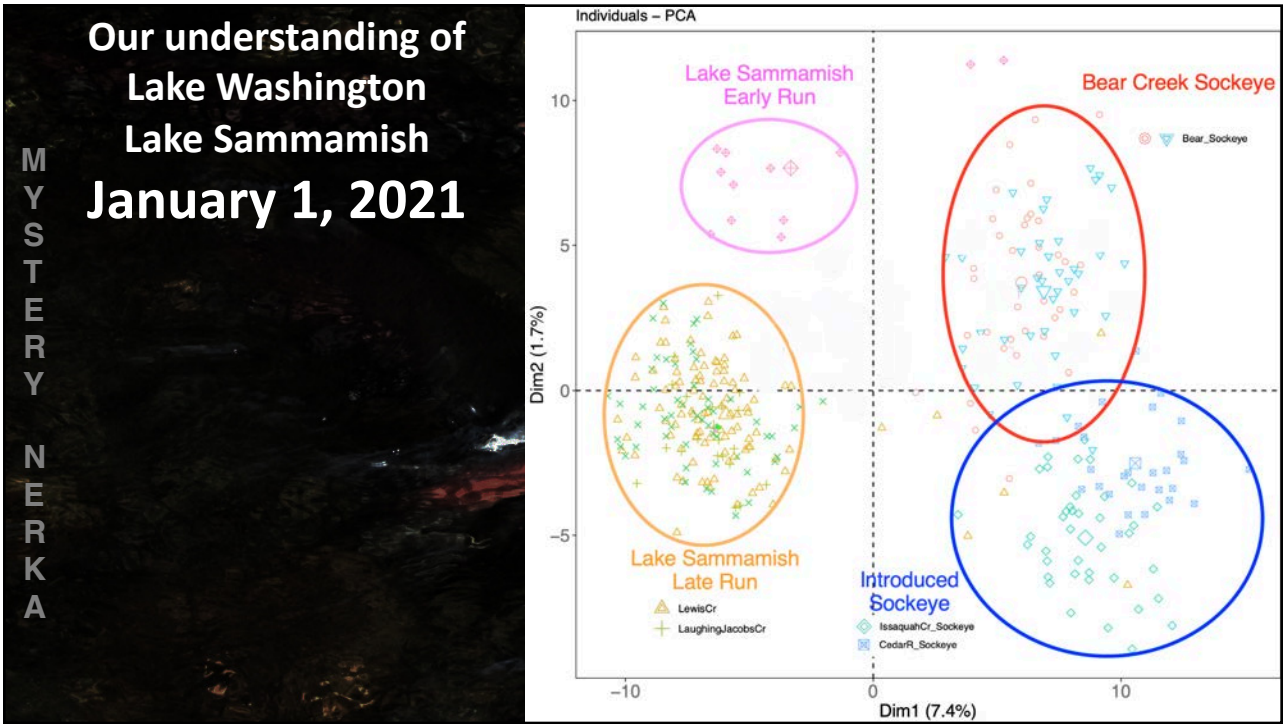 Our understanding of
Lake Washington
Lake Sammamish
January 1, 2021
MYSTERY NERKA
Individuals – PCA
Lake Sammamish
Early Run
Bear Creek Sockeye
Bear_Sockeye
10
5
0
−5
Dim2 (1.7%)
Lake Sammamish
Late Run
LewisCr
LaughingJacobsCr
Introduced
Sockeye
IssaquahCr_Sockeye
CedarR_Sockeye
−10
0
10
Dim1 (7.4%)